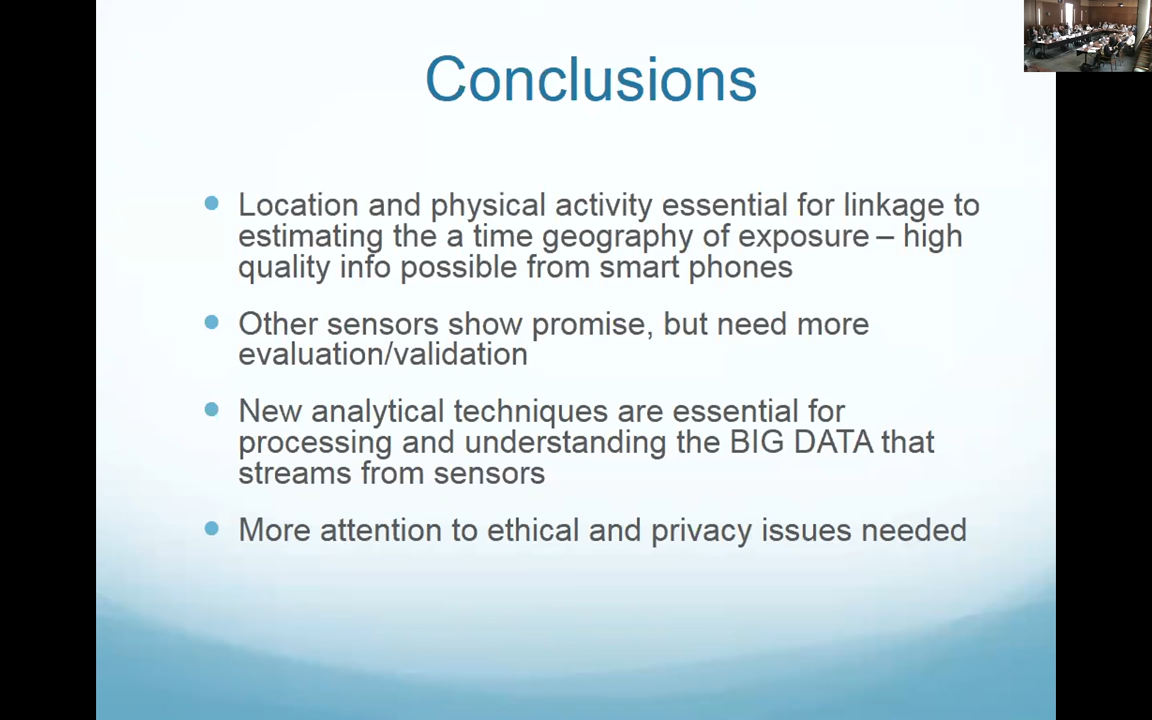 Conclusions
Location and physical activity essential for linkage to
estimating the a time geography of exposure – high
quality info possible from smart phones
Other sensors show promise, but need more
evaluation/validation
New analytical techniques are essential for
processing and understanding the BIG DATA that
streams from sensors
More attention to ethical and privacy issues needed